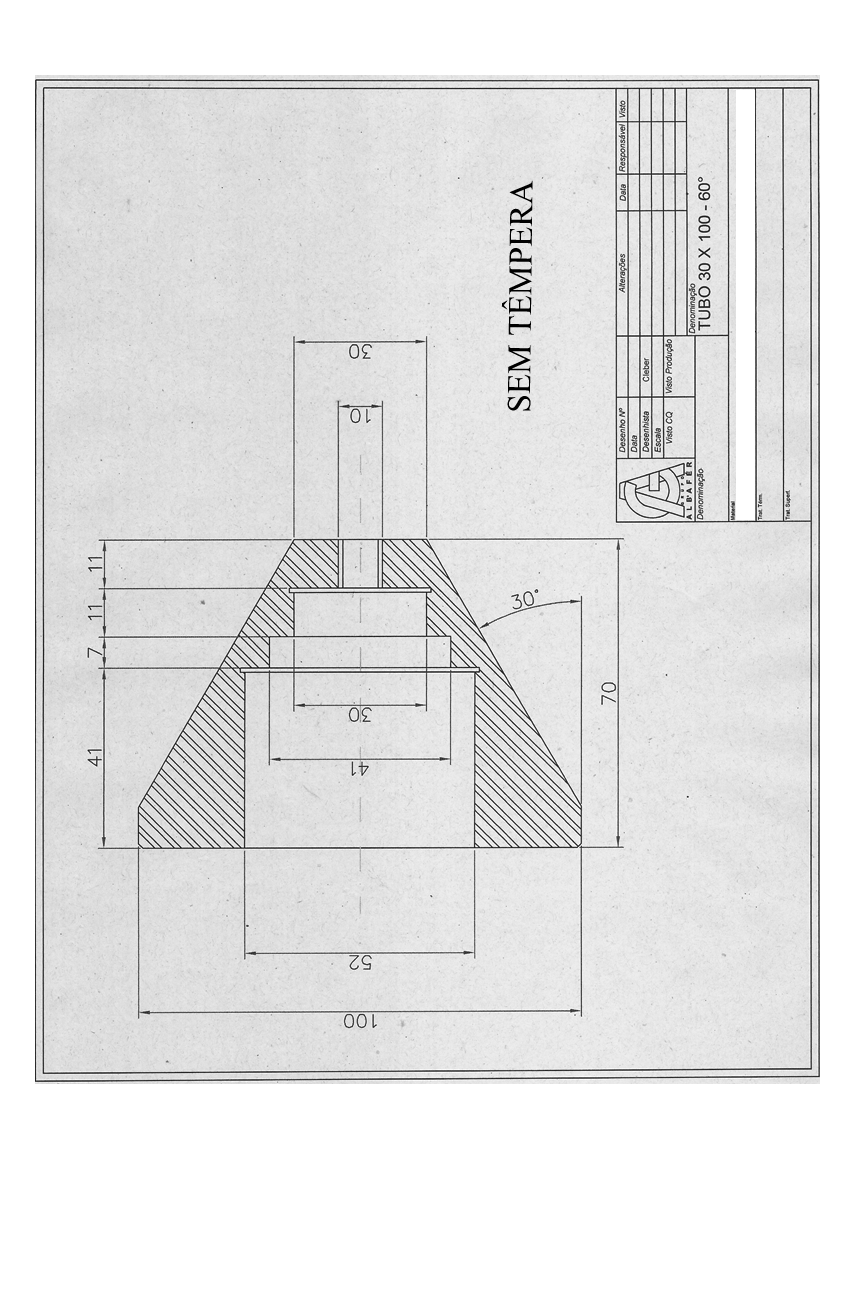 30
10
11
11
7
41
30
41
30°
70
52
100
SEM TÊMPERA
Desenho Nº
Data
Desenhista Cleber
Escala
Visto CQ Visto Produção
Alterações Data Responsável Visto
Denominação
TUBO 30 X 100 - 60°
GRUPO
ALBAFER
Denominação
Material
Trat. Térm.
Trat. Superf.